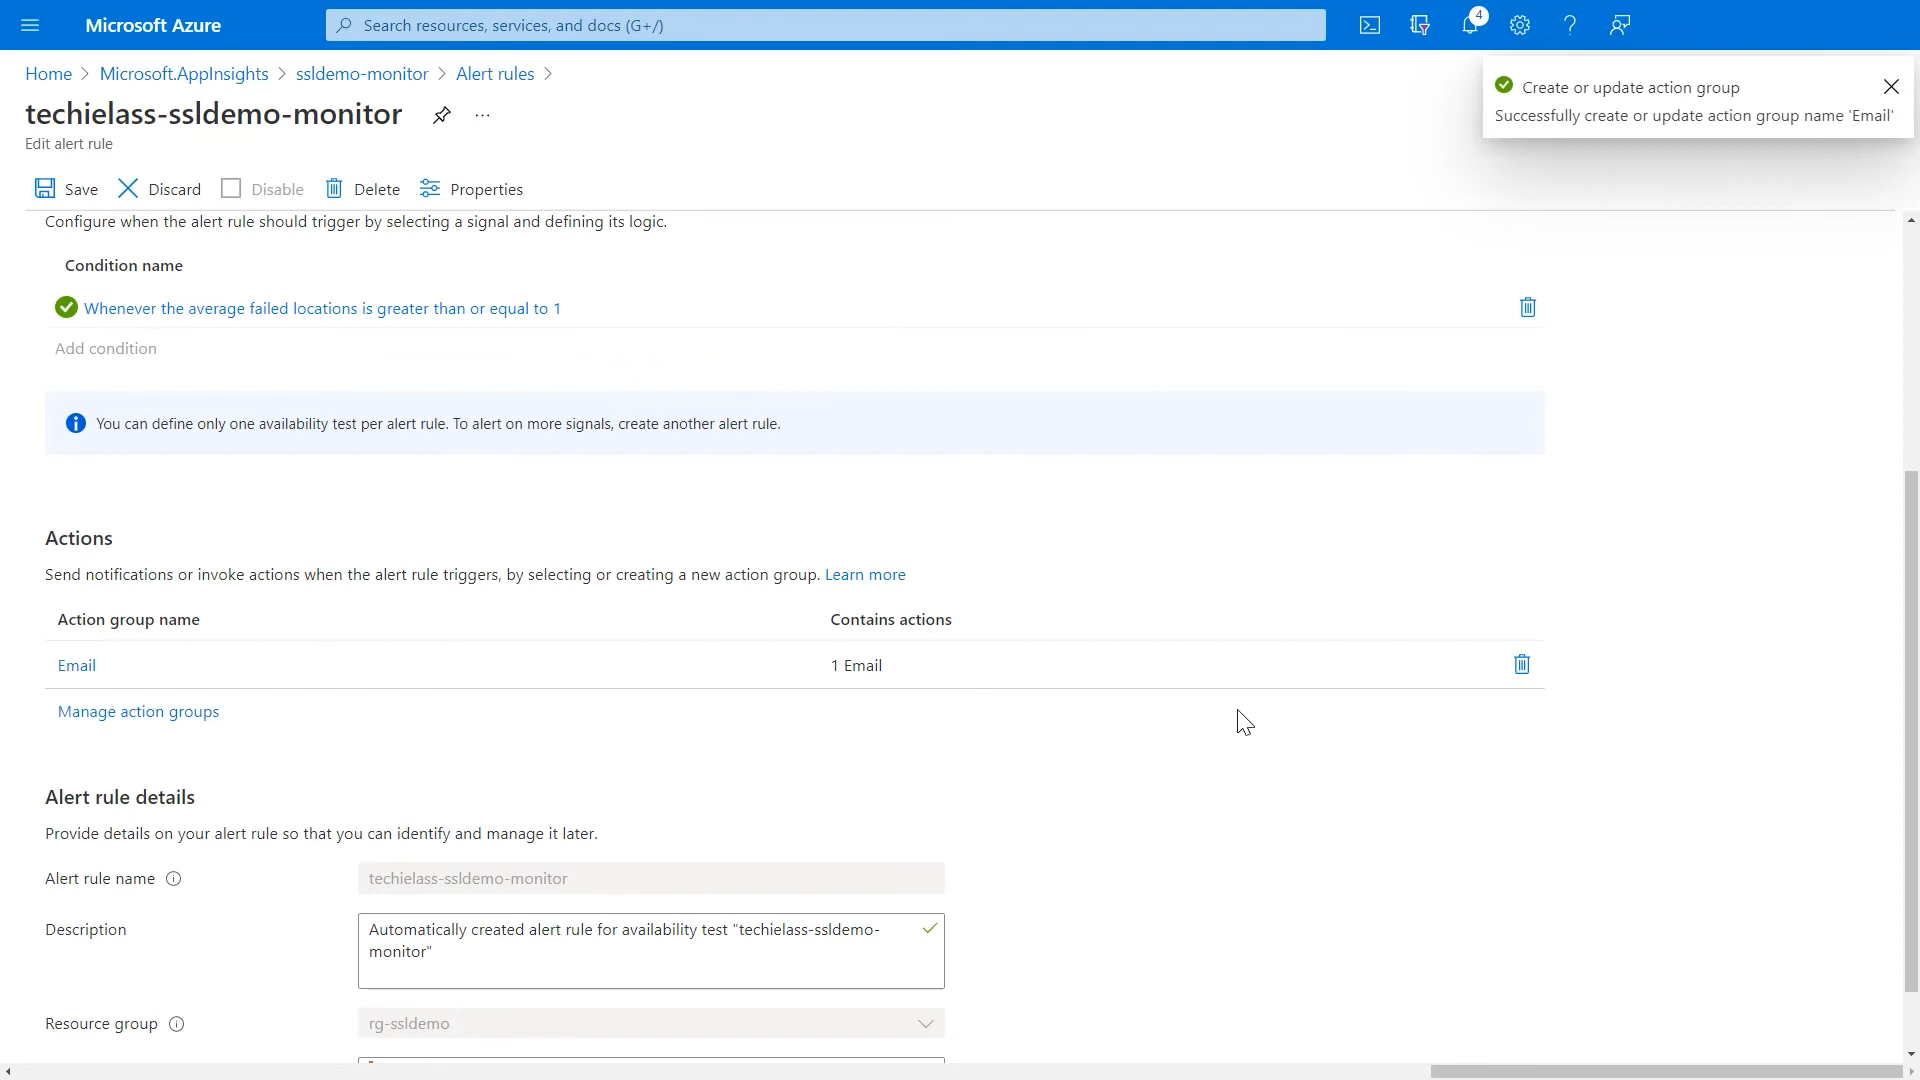 Microsoft Azure
Search resources, services, and docs (G+/)
4
Home > Microsoft.AppInsights > ssldemo-monitor > Alert rules >
techielass-ssldemo-monitor
...
Edit alert rule
Create or update action group
Successfully create or update action group name 'Email'
Save Discard Disable Delete Properties
Configure when the alert rule should trigger by selecting a signal and defining its logic.
Condition name
Whenever the average failed locations is greater than or equal to 1
Add condition
You can define only one availability test per alert rule. To alert on more signals, create another alert rule.
Actions
Send notifications or invoke actions when the alert rule triggers, by selecting or creating a new action group. Learn more
Action group name Contains actions
Email 1 Email
Manage action groups
Alert rule details
Provide details on your alert rule so that you can identify and manage it later.
Alert rule name techielass-ssldemo-monitor
Description Automatically created alert rule for availability test "techielass-ssldemo-
monitor"
Resource group rg-ssldemo